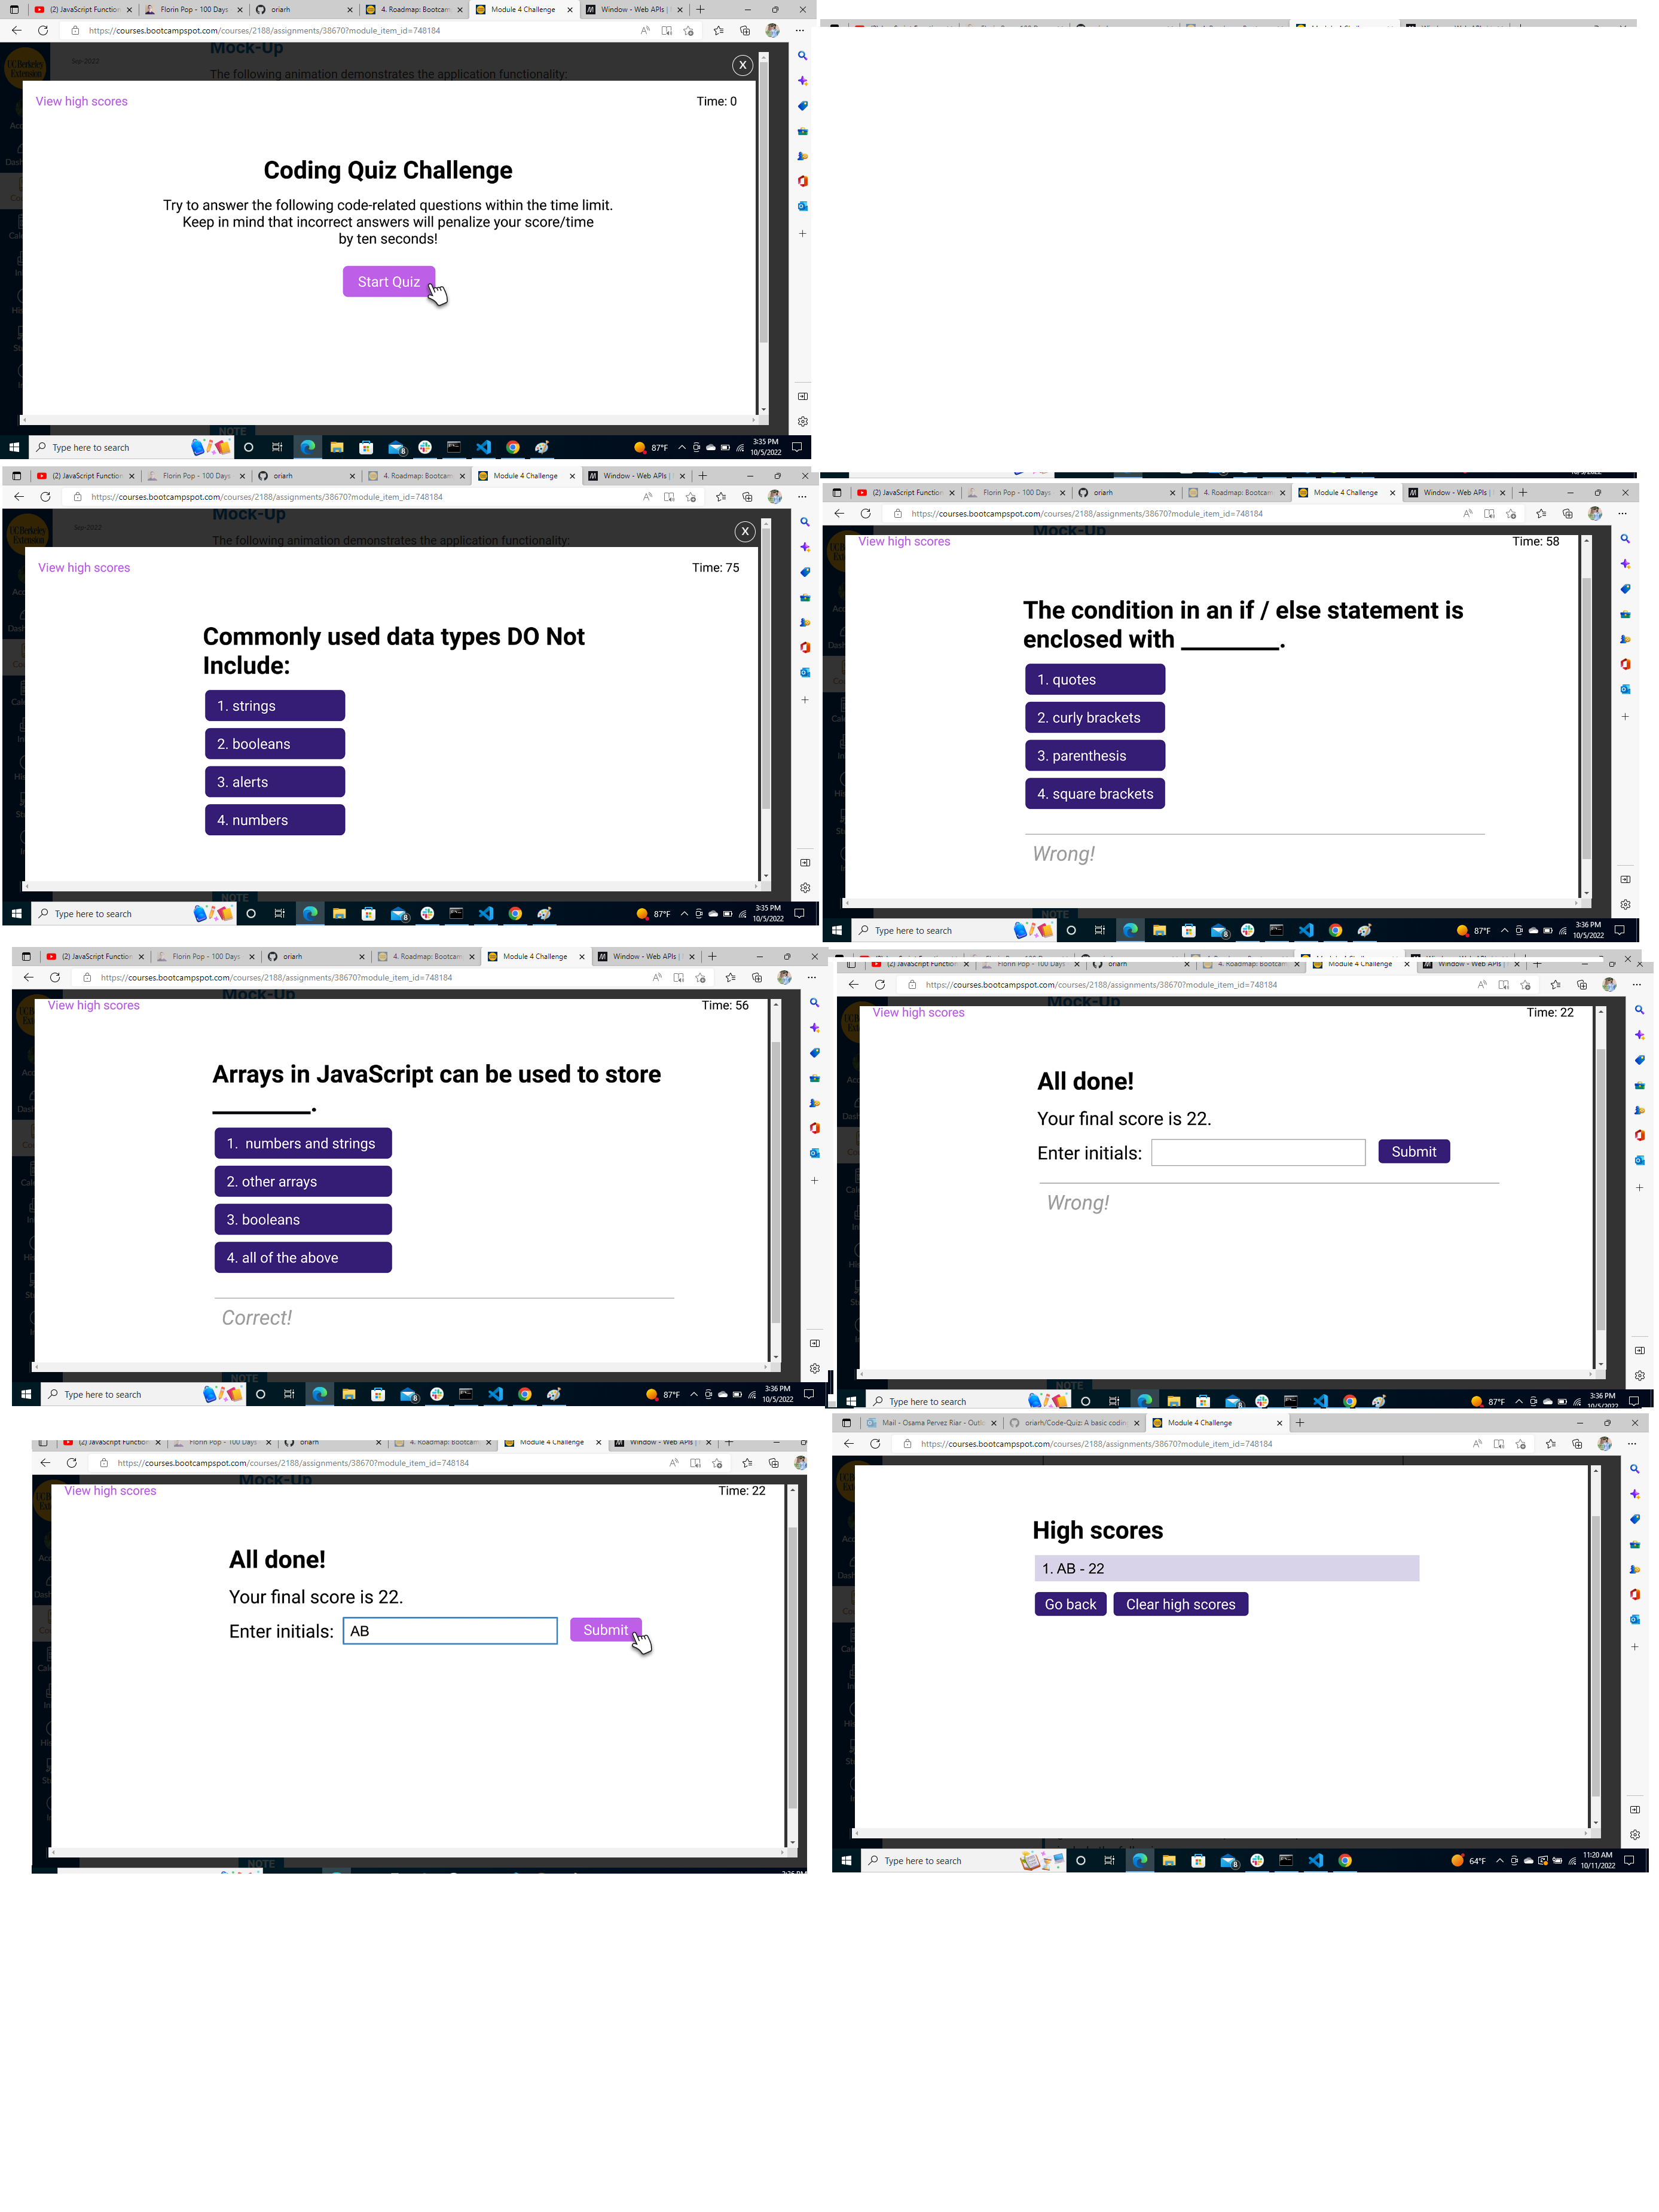 (2) JavaScript Function
Florin Pop - 100 Days
oriarh
4. Roadmap: Bootcam
Module 4 Challenge
Window - Web APIs |
https://courses.bootcampspot.com/courses/2188/assignments/38670?module_item_id=748184
Mock-Up
Sep-2022
The following animation demonstrates the application functionality:
X
View high scores
Time: 0
Coding Quiz Challenge
Try to answer the following code-related questions within the time limit.
Keep in mind that incorrect answers will penalize your score/time
by ten seconds!
Start Quiz
NOTE
Type here to search
87°F
3:35 PM
10/5/2022
(2) JavaScript Function
Florin Pop - 100 Days
oriarh
4. Roadmap: Bootcam
Module 4 Challenge
Window - Web APIs |
https://courses.bootcampspot.com/courses/2188/assignments/38670?module_item_id=748184
Mock-Up
Sep-2022
The following animation demonstrates the application functionality:
X
View high scores
Time: 75
Commonly used data types DO Not
Include:
1. strings
2. booleans
3. alerts
4. numbers
NOTE
Type here to search
87°F
3:35 PM
10/5/2022
(2) JavaScript Function
Florin Pop - 100 Days
oriarh
4. Roadmap: Bootcam
Module 4 Challenge
Window - Web APIs |
https://courses.bootcampspot.com/courses/2188/assignments/38670?module_item_id=748184
Mock-Up
View high scores
Time: 58
The condition in an if / else statement is
enclosed with ________.
1. quotes
2. curly brackets
3. parenthesis
4. square brackets
Wrong!
NOTE
Type here to search
87°F
3:36 PM
10/5/2022
(2) JavaScript Function
Florin Pop - 100 Days
oriarh
4. Roadmap: Bootcam
Module 4 Challenge
Window - Web APIs |
https://courses.bootcampspot.com/courses/2188/assignments/38670?module_item_id=748184
Mock-Up
View high scores
Time: 56
Arrays in JavaScript can be used to store
________.
1. numbers and strings
2. other arrays
3. booleans
4. all of the above
Correct!
NOTE
Type here to search
87°F
3:36 PM
10/5/2022
(2) JavaScript Function
Florin Pop - 100 Days
oriarh
4. Roadmap: Bootcam
Module 4 Challenge
Window - Web APIs |
https://courses.bootcampspot.com/courses/2188/assignments/38670?module_item_id=748184
Mock-Up
View high scores
Time: 22
All done!
Your final score is 22.
Enter initials:
Submit
Wrong!
NOTE
Type here to search
87°F
3:36 PM
10/5/2022
(2) JavaScript Function
Florin Pop - 100 Days
oriarh
4. Roadmap: Bootcam
Module 4 Challenge
Window - Web APIs |
https://courses.bootcampspot.com/courses/2188/assignments/38670?module_item_id=748184
Mock-Up
View high scores
Time: 22
All done!
Your final score is 22.
Enter initials: AB
Submit
NOTE
Mail - Osama Pervez Riar - Outlo
oriarh/Code-Quiz: A basic codin
Module 4 Challenge
https://courses.bootcampspot.com/courses/2188/assignments/38670?module_item_id=748184
High scores
1. AB - 22
Go back
Clear high scores
Type here to search
64°F
11:20 AM
10/11/2022